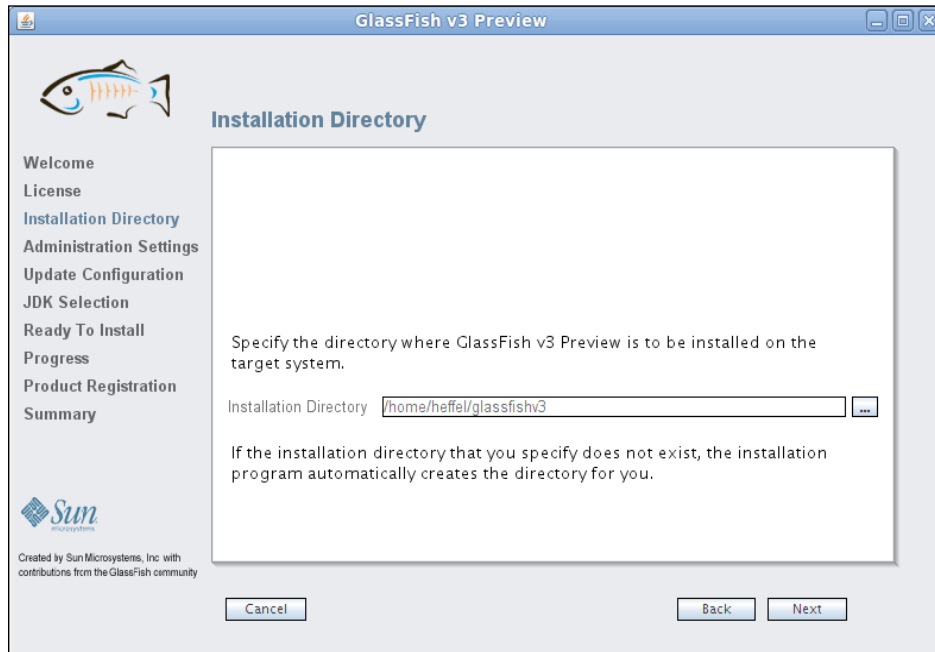 GlassFish v3 Preview
Installation Directory
Welcome
License
Installation Directory
Administration Settings
Update Configuration
JDK Selection
Ready To Install
Progress
Product Registration
Summary
Specify the directory where GlassFish v3 Preview is to be installed on the
target system.
Installation Directory /home/heffel/glassfishv3 ...
If the installation directory that you specify does not exist, the installation
program automatically creates the directory for you.
Sun
microsystems
Created by Sun Microsystems, Inc with
contributions from the GlassFish community
Cancel Back Next